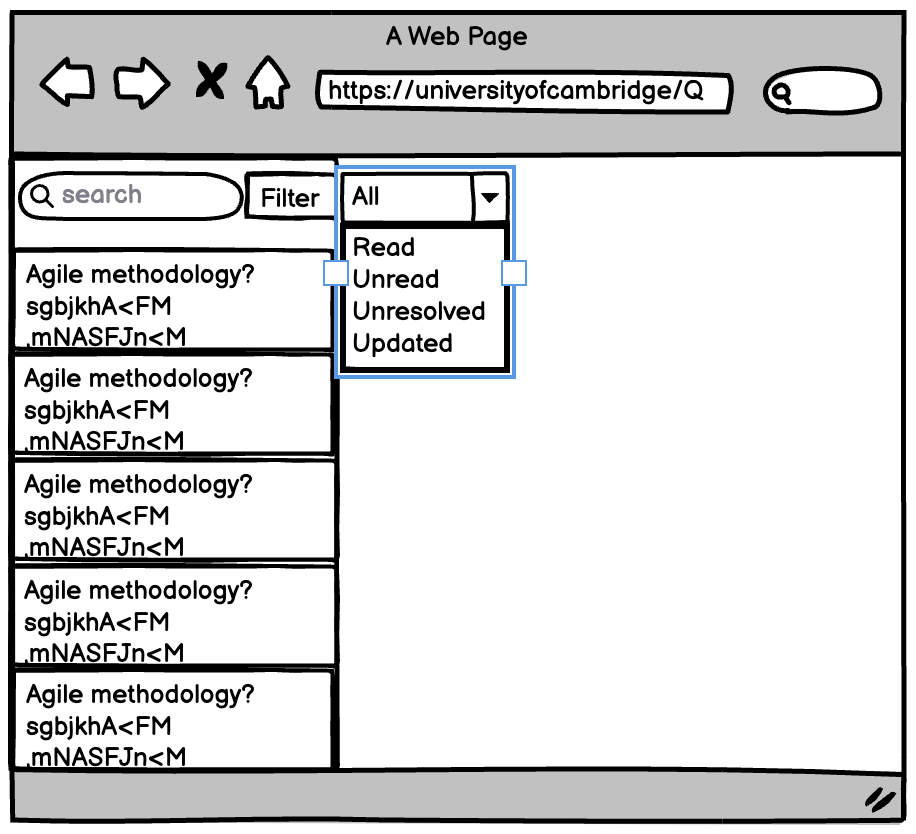 A Web Page
https://universityofcambridge/Q
search
Filter
All
Read
Unread
Unresolved
Updated
Agile methodology?
sgbjkhA<FM
,mNASFJn<M
Agile methodology?
sgbjkhA<FM
,mNASFJn<M
Agile methodology?
sgbjkhA<FM
,mNASFJn<M
Agile methodology?
sgbjkhA<FM
,mNASFJn<M
Agile methodology?
sgbjkhA<FM
,mNASFJn<M